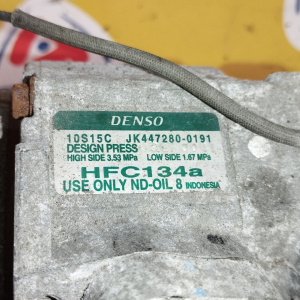 DENSO
10S15C JK447280-0191
DESIGN PRESS
HIGH SIDE 3.53 MPa LOW SIDE 1.67 MPa
HFC134a
USE ONLY ND-OIL 8 INDONESIA